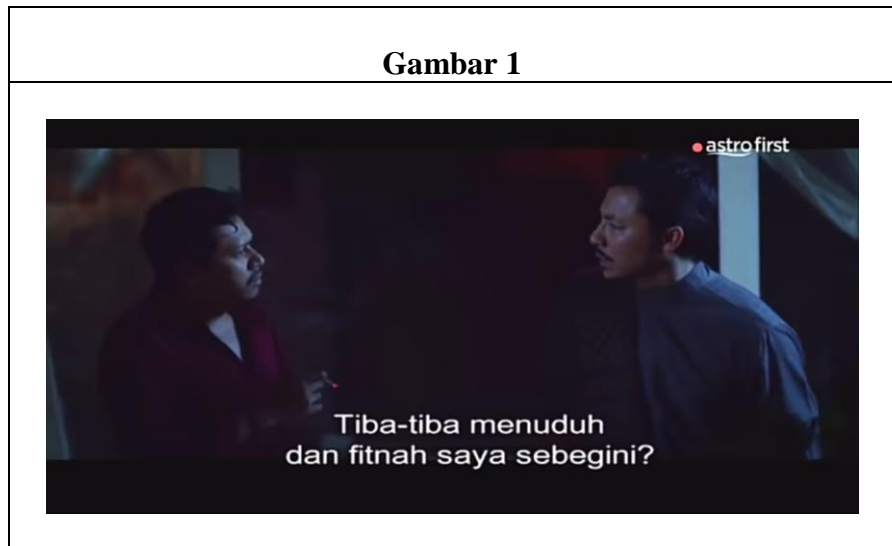 Gambar 1
astro first
Tiba-tiba menuduh
dan fitnah saya sebegini?